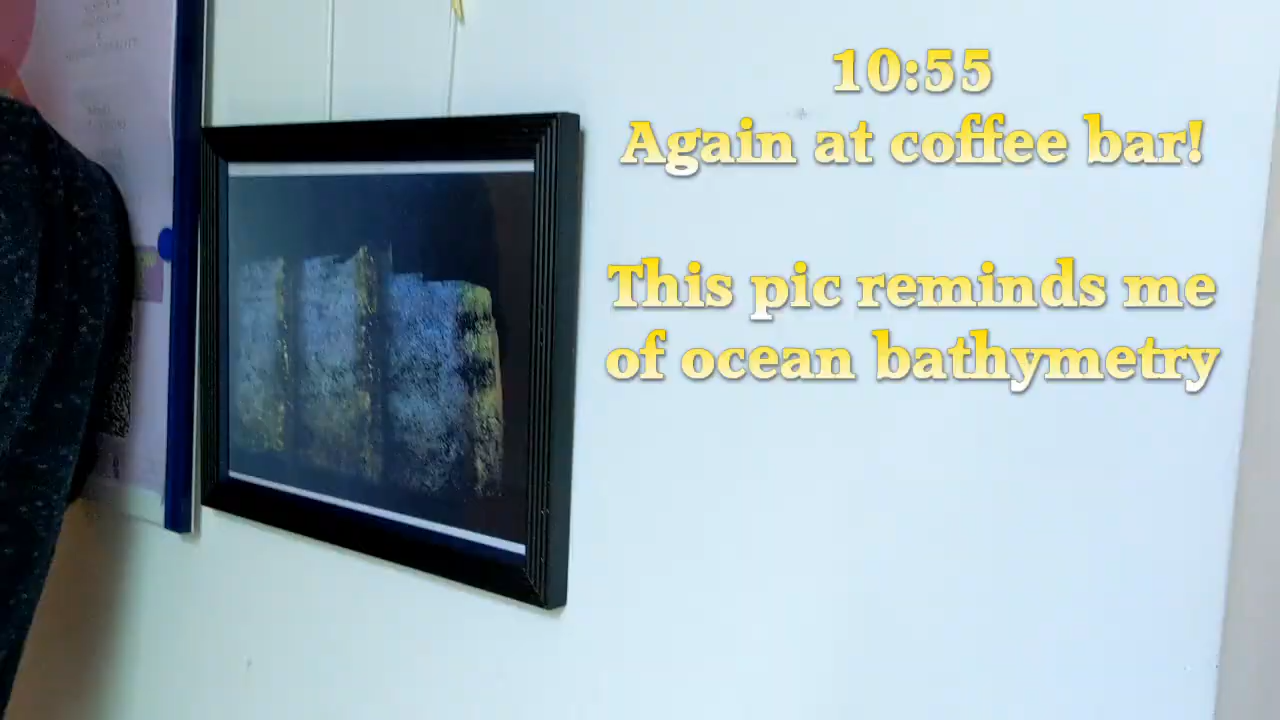 10:55
Again at coffee bar!
This pic reminds me
of ocean bathymetry